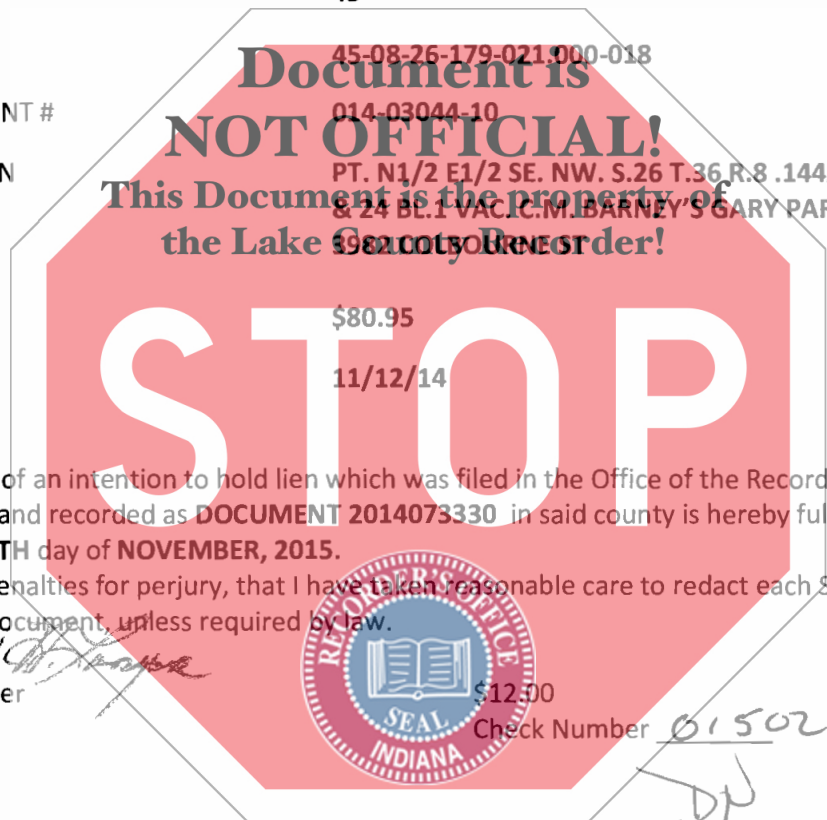 45-08-26-179-021.000-018
Document is
NT # 014-03044-10
NOT OFFICIAL!
N PT. N1/2 E1/2 SE. NW. S.26 T.36 R.8 .144
This Document is the property of
& 24 BL.1 VAC.C.M. BARNEY'S GARY PAR
the Lake County Recorder!
3982 COLBOURNE ST
$80.95
STOP
11/12/14
of an intention to hold lien which was filed in the Office of the Record
and recorded as DOCUMENT 2014073330 in said county is hereby ful
TH day of NOVEMBER, 2015.
enalties for perjury, that I have taken reasonable care to redact each S
ocument, unless required by law.
RECORDER'S OFFICE
SEAL
INDIANA
er $12.00
Check Number 01502
DN